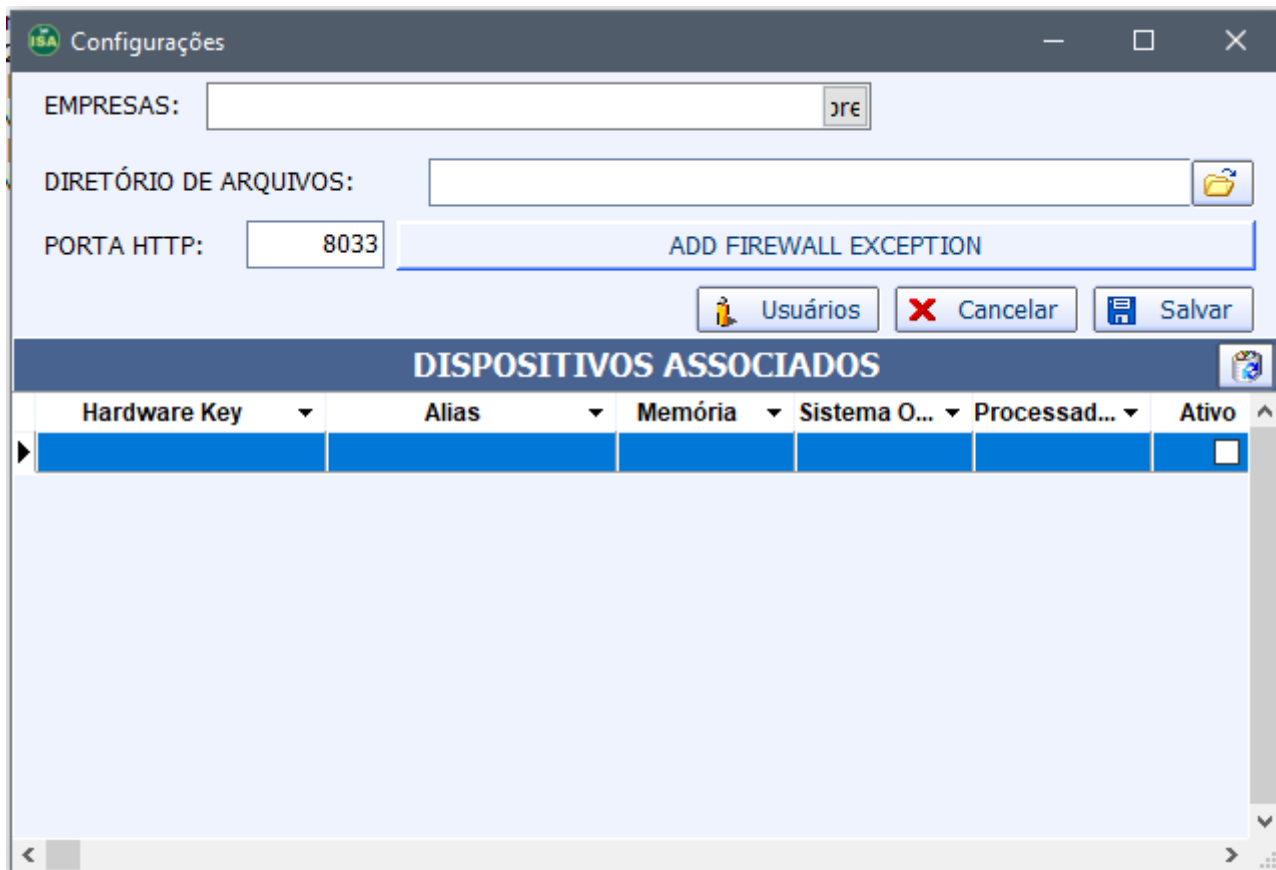 ISA Configurações
EMPRESAS:
DIRETÓRIO DE ARQUIVOS:
PORTA HTTP: 8033 ADD FIREWALL EXCEPTION
Usuários Cancelar Salvar
DISPOSITIVOS ASSOCIADOS
Hardware Key Alias Memória Sistema O... Processad... Ativo